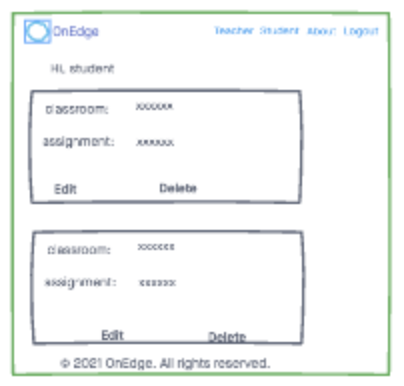 OnEdge Teacher Student About Logout
Hi, student
classroom: xxxxxx
assignment: xxxxxx
Edit Delete
classroom: xxxxxx
assignment: xxxxxx
Edit Delete
© 2021 OnEdge. All rights reserved.